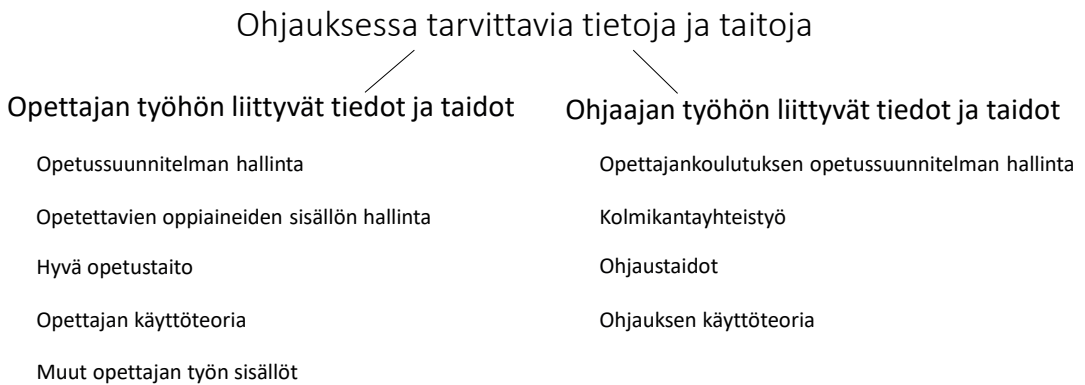 Ohjauksessa tarvittavia tietoja ja taitoja
Opettajan työhön liittyvät tiedot ja taidot
Opetussuunnitelman hallinta
Opetettavien oppiaineiden sisällön hallinta
Hyvä opetustaito
Opettajan käyttöteoria
Muut opettajan työn sisällöt
Ohjaajan työhön liittyvät tiedot ja taidot
Opettajankoulutuksen opetussuunnitelman hallinta
Kolmikantayhteistyö
Ohjaustaidot
Ohjauksen käyttöteoria